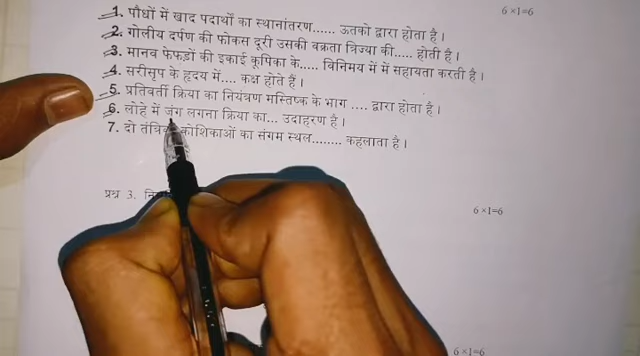 6 ×1=6
1. पौधों में खाद पदार्थों का स्थानांतरण...... ऊतको द्वारा होता है।
2. गोलीय दर्पण की फोकस दूरी उसकी वक्रता त्रिज्या की..... होती है।
3. मानव फेफड़ों की इकाई कूपिका के..... विनिमय में में सहायता करती है।
4. सरीसृप के हृदय में.... कक्ष होते हैं।
5. प्रतिवर्ती क्रिया का नियंत्रण मस्तिष्क के भाग .... द्वारा होता है।
6. लोहे में जंग लगना क्रिया का... उदाहरण है।
7. दो कोशिकाओं का संगम स्थल........ कहलाता है।
प्रश्न 3.
6 ×1=6
6 ×1=6